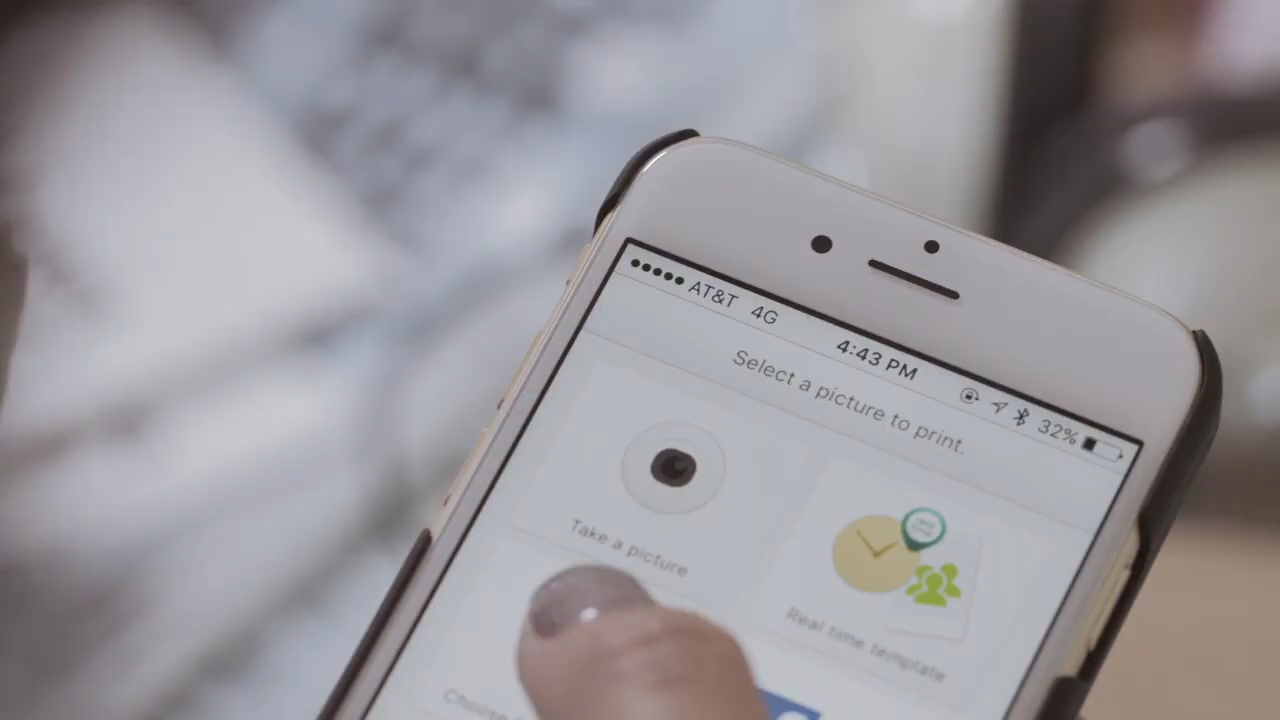 AT&T 4G 4:43 PM 32%
Select a picture to print.
Take a picture
Real time template